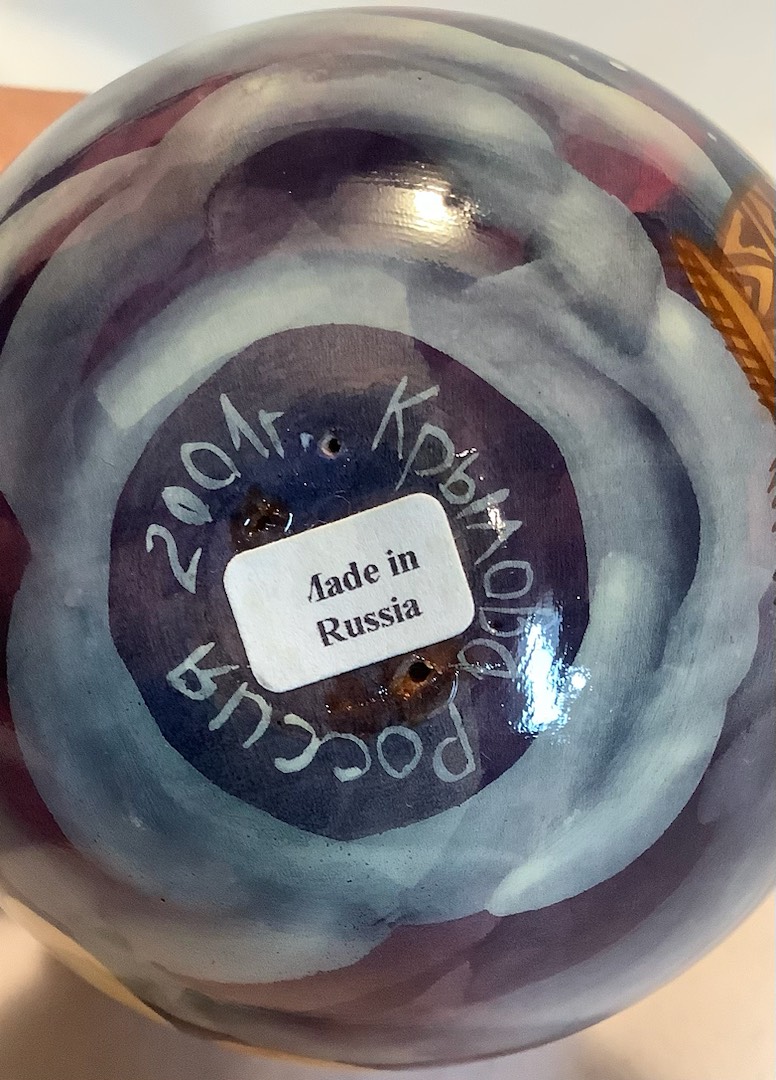 Крылова
Россия
2001г
Made in
Russia